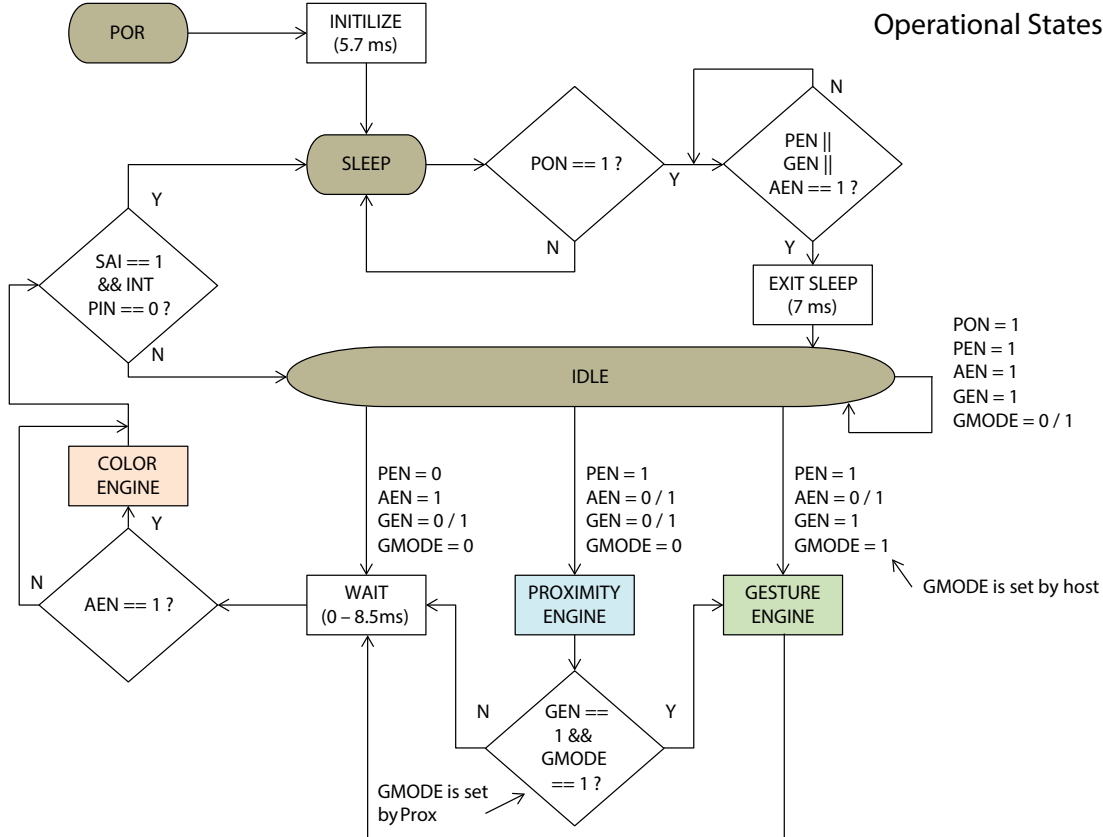 Operational States
POR
INITILIZE
(5.7 ms)
SLEEP
PON == 1 ?
Y
N
PEN ||
GEN ||
AEN == 1 ?
N
Y
EXIT SLEEP
(7 ms)
SAI == 1
&& INT
PIN == 0 ?
Y
N
IDLE
PON = 1
PEN = 1
AEN = 1
GEN = 1
GMODE = 0 / 1
PEN = 0
AEN = 1
GEN = 0 / 1
GMODE = 0
PEN = 1
AEN = 0 / 1
GEN = 0 / 1
GMODE = 0
PEN = 1
AEN = 0 / 1
GEN = 1
GMODE = 1
GMODE is set by host
COLOR
ENGINE
Y
N
AEN == 1 ?
WAIT
(0 – 8.5ms)
PROXIMITY
ENGINE
GESTURE
ENGINE
N
Y
GEN ==
1 &&
GMODE
== 1 ?
GMODE is set
by Prox